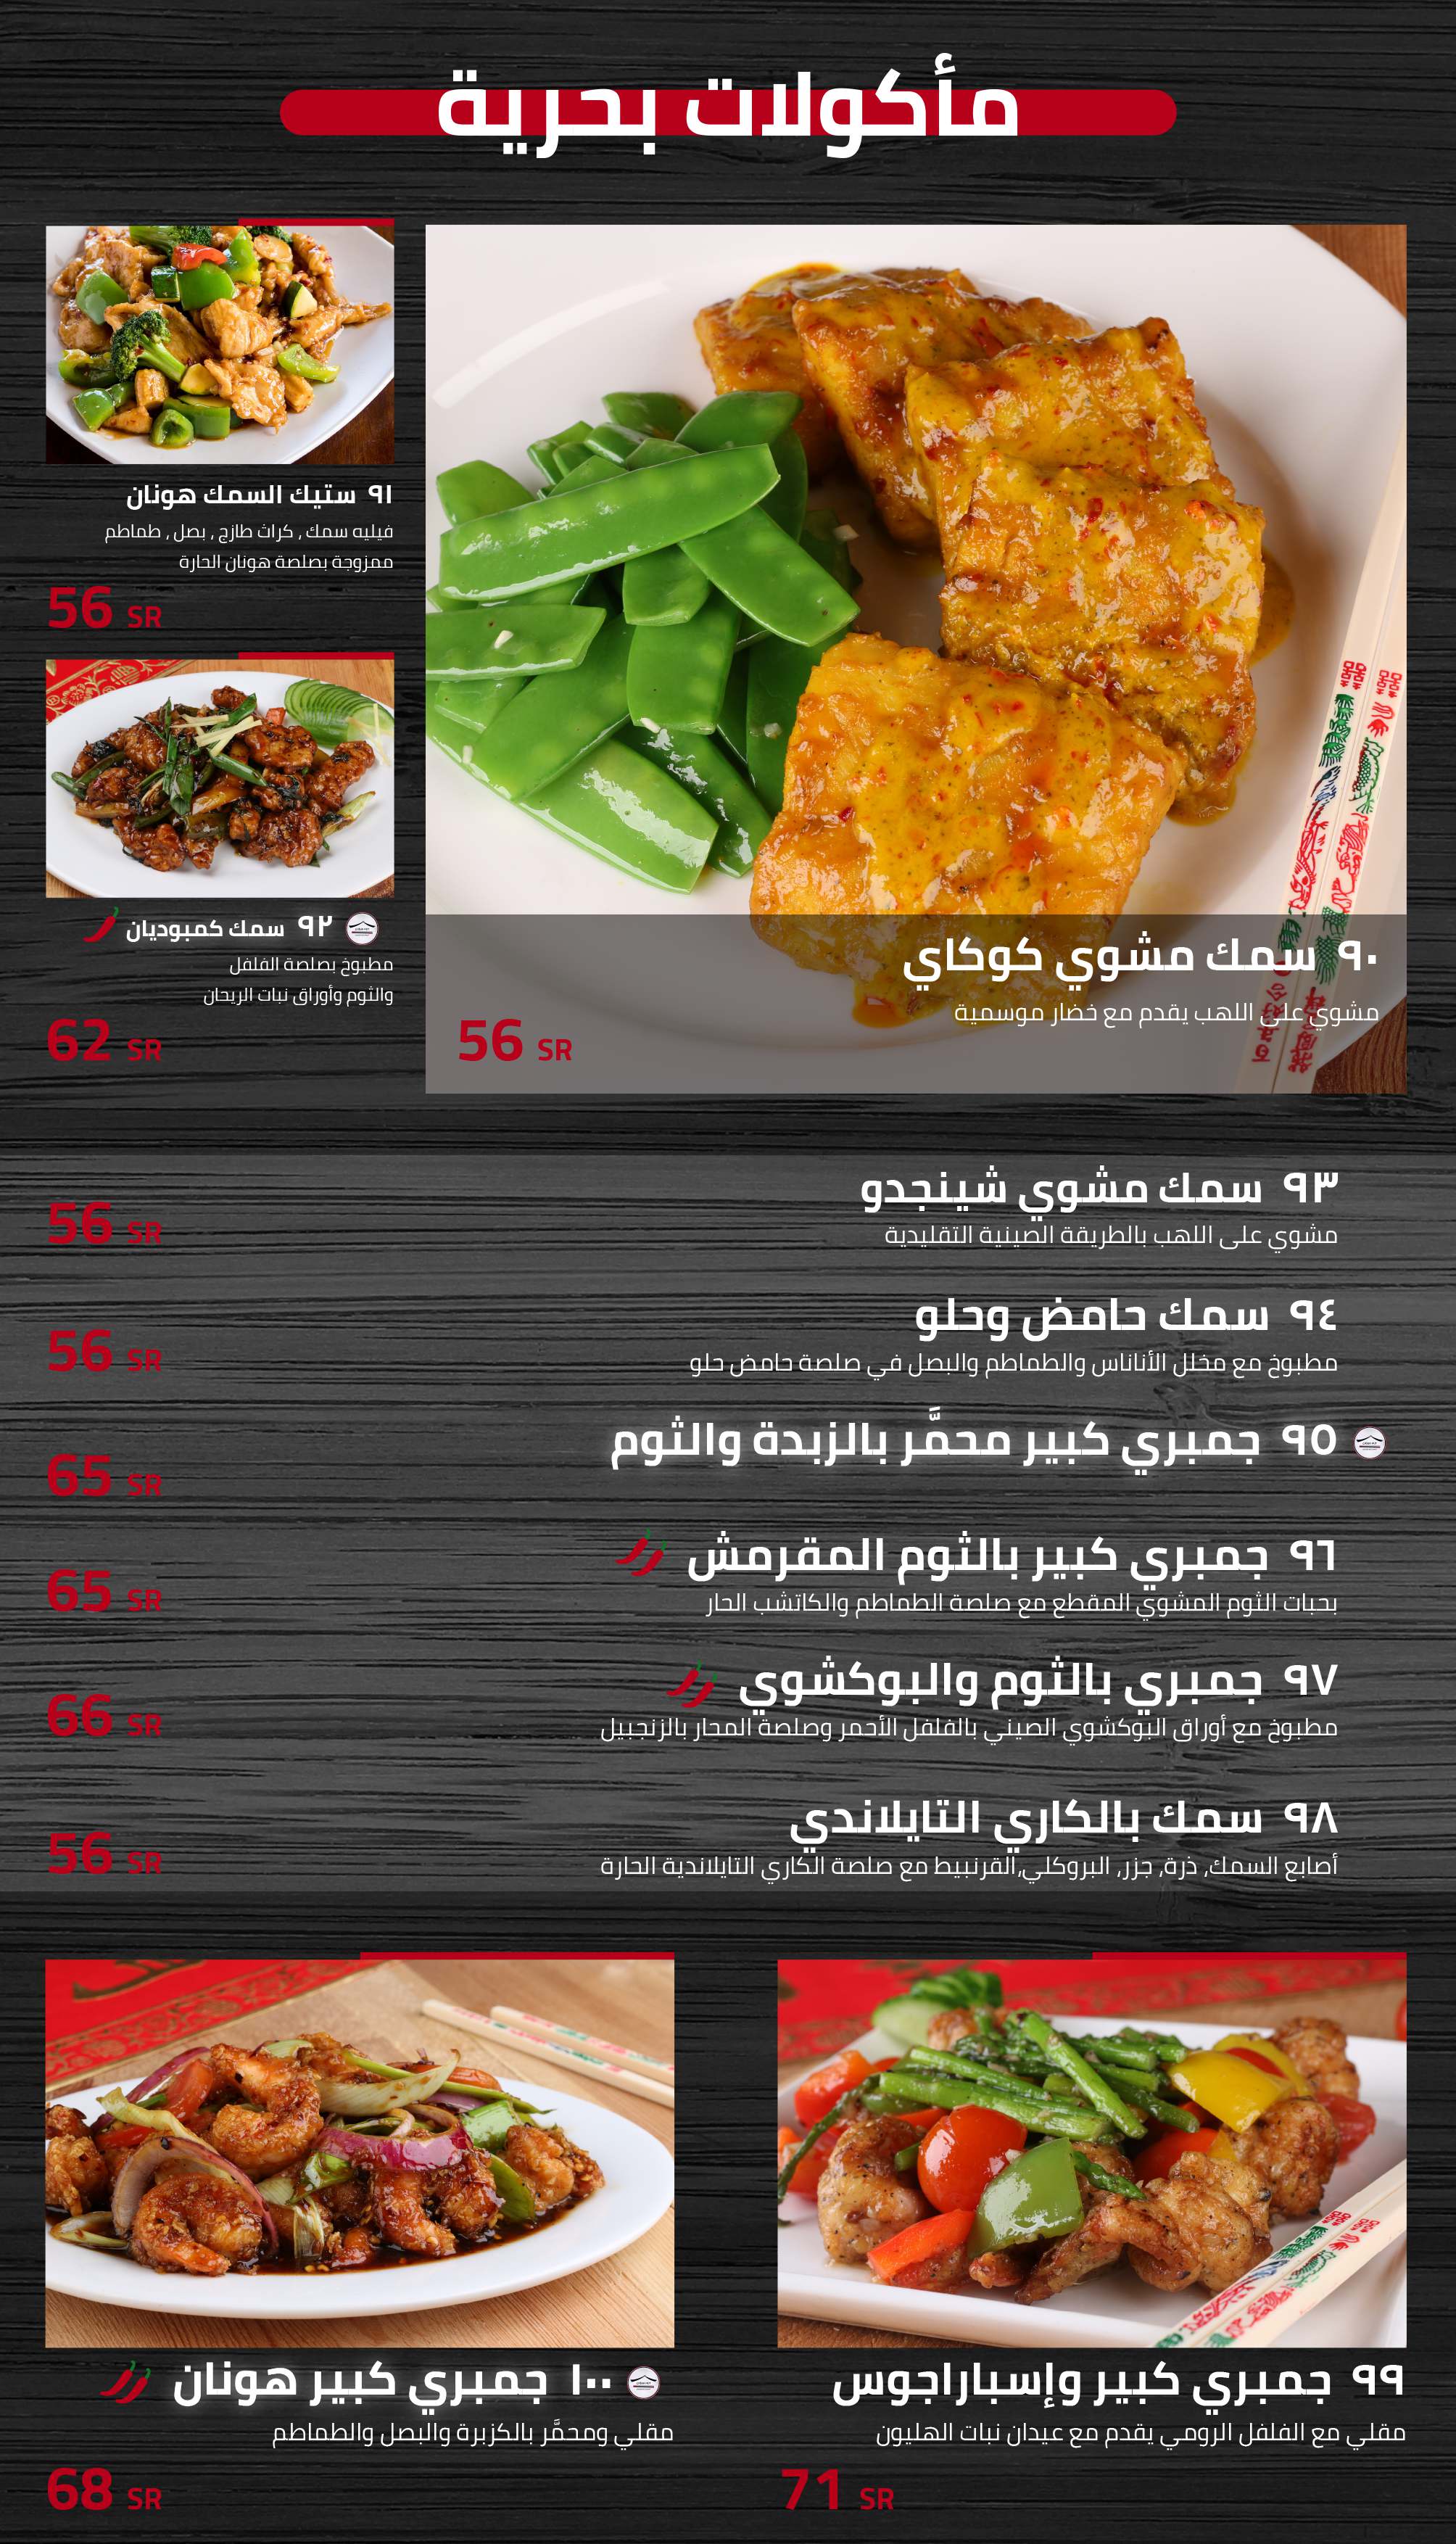 مأكولات بحرية
٩٠ سمك مشوي كوكاي
مشوي على اللهب يقدم مع خضار موسمية
56 SR
٩١ ستيك السمك هونان
فيليه سمك , كراث طازج , بصل , طماطم
ممزوجة بصلصة هونان الحارة
56 SR
٩٢ سمك كمبوديان
مطبوخ بصلصة الفلفل
والثوم وأوراق نبات الريحان
62 SR
٩٣ سمك مشوي شينجدو
مشوي على اللهب بالطريقة الصينية التقليدية
56 SR
٩٤ سمك حامض وحلو
مطبوخ مع مخلل الأناناس والطماطم والبصل في صلصة حامض حلو
56 SR
٩٥ جمبري كبير محمَّر بالزبدة والثوم
65 SR
٩٦ جمبري كبير بالثوم المقرمش
بحبات الثوم المشوي المقطع مع صلصة الطماطم والكاتشب الحار
65 SR
٩٧ جمبري بالثوم والبوكشوي
مطبوخ مع أوراق البوكشوي الصيني بالفلفل الأحمر وصلصة المحار بالزنجبيل
66 SR
٩٨ سمك بالكاري التايلاندي
أصابع السمك, ذرة, جزر, البروكلي,القرنبيط مع صلصة الكاري التايلاندية الحارة
56 SR
٩٩ جمبري كبير وإسباراجوس
مقلي مع الفلفل الرومي يقدم مع عيدان نبات الهليون
71 SR
١٠٠ جمبري كبير هونان
مقلي ومحمَّر بالكزبرة والبصل والطماطم
68 SR